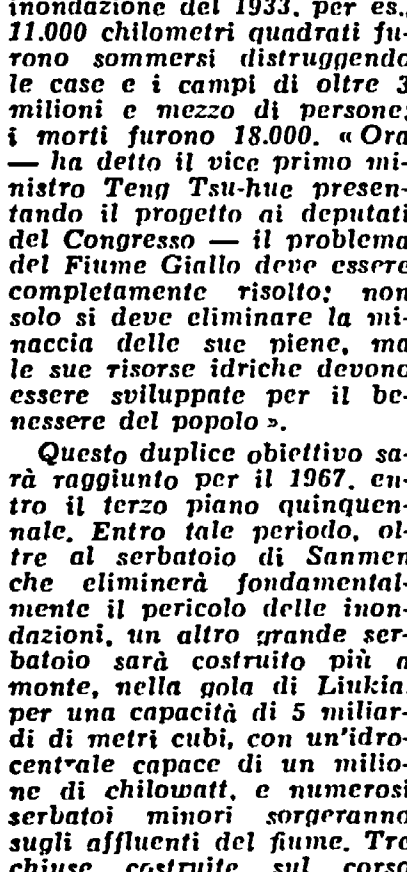 inondazione del 1933, per es.,
11.000 chilometri quadrati fu-
rono sommersi distruggendo
le case e i campi di oltre 3
milioni e mezzo di persone;
i morti furono 18.000. « Ora
— ha detto il vice primo mi-
nistro Teng Tsu-hue presen-
tando il progetto ai deputati
del Congresso — il problema
del Fiume Giallo deve essere
completamente risolto; non
solo si deve eliminare la mi-
naccia delle sue piene, ma
le sue risorse idriche devono
essere sviluppate per il be-
nessere del popolo ».
Questo duplice obiettivo sa-
rà raggiunto per il 1967, en-
tro il terzo piano quinquen-
nale. Entro tale periodo, ol-
tre al serbatoio di Sanmen
che eliminerà fondamental-
mente il pericolo delle inon-
dazioni, un altro grande ser-
batoio sarà costruito più a
monte, nella gola di Liukia,
per una capacità di 5 miliar-
di di metri cubi, con un'idro-
centrale capace di un milio-
ne di chilowatt, e numerosi
serbatoi minori sorgeranno
sugli affluenti del fiume. Tre
chiuse costruite sul corso